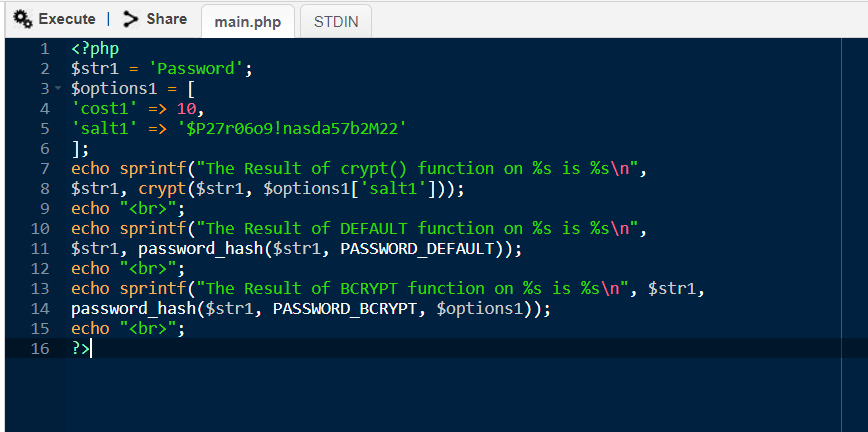 Execute | > Share main.php STDIN
1 <?php
2 $str1 = 'Password';
3 $options1 = [
4 'cost1' => 10,
5 'salt1' => '$P27r06o9!nasda57b2M22'
6 ];
7 echo sprintf("The Result of crypt() function on %s is %s\n",
8 $str1, crypt($str1, $options1['salt1']));
9 echo "<br>";
10 echo sprintf("The Result of DEFAULT function on %s is %s\n",
11 $str1, password_hash($str1, PASSWORD_DEFAULT));
12 echo "<br>";
13 echo sprintf("The Result of BCRYPT function on %s is %s\n", $str1,
14 password_hash($str1, PASSWORD_BCRYPT, $options1));
15 echo "<br>";
16 ?>